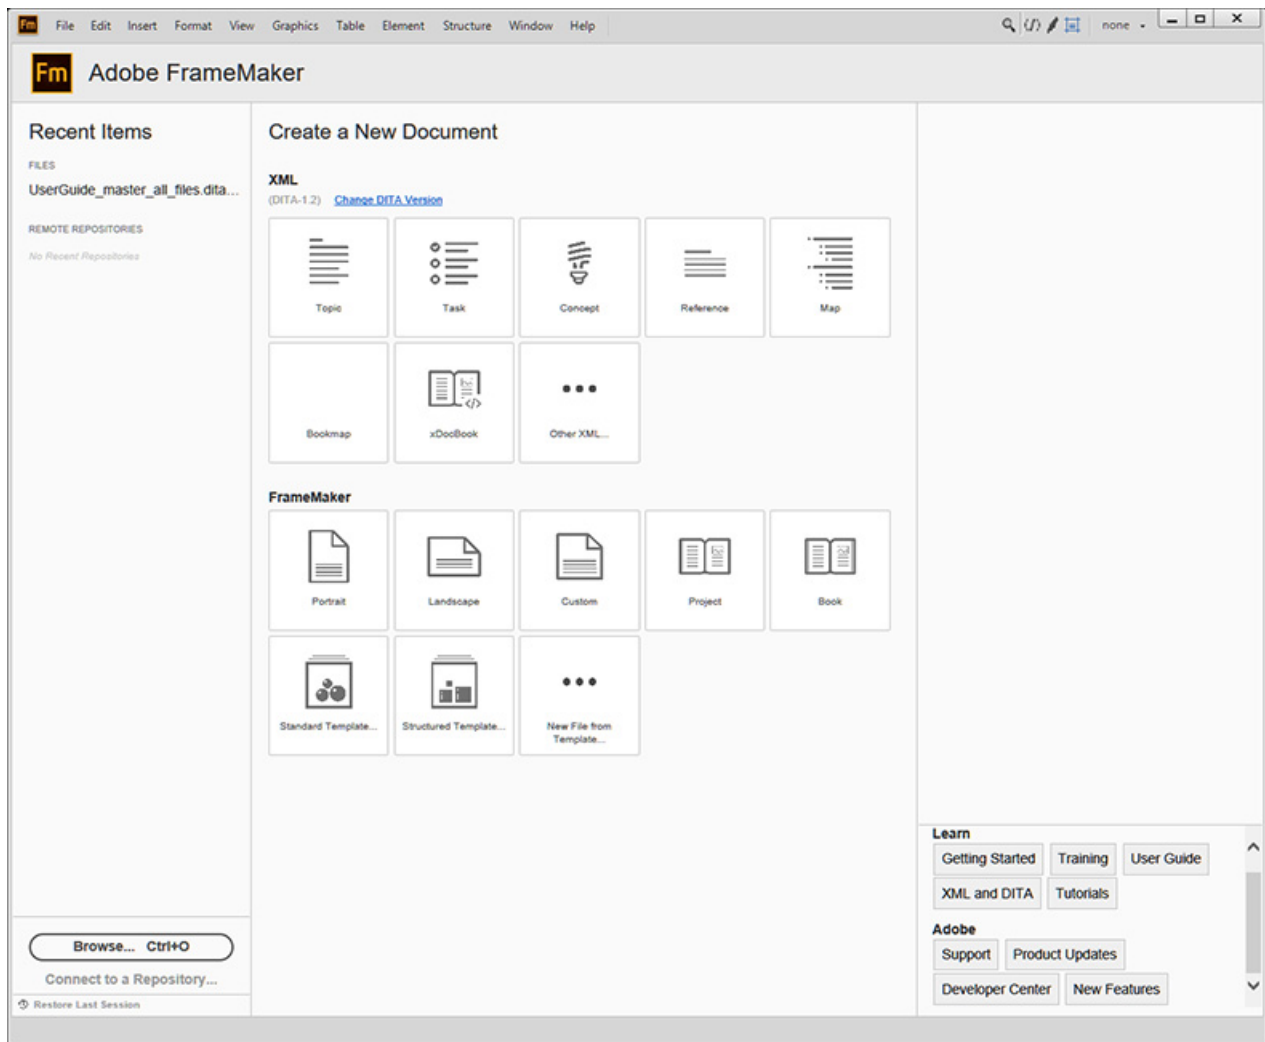 Fm File Edit Insert Format View Graphics Table Element Structure Window Help none
Fm Adobe FrameMaker
Recent Items
FILES
UserGuide_master_all_files.dita...
REMOTE REPOSITORIES
No Recent Repositories
Browse... Ctrl+O
Connect to a Repository...
Restore Last Session
Create a New Document
XML
(DITA-1.2) Change DITA Version
Topic Task Concept Reference Map
Bookmap xDocBook Other XML...
FrameMaker
Portrait Landscape Custom Project Book
Standard Template... Structured Template... New File from
Template...
Learn
Getting Started Training User Guide
XML and DITA Tutorials
Adobe
Support Product Updates
Developer Center New Features